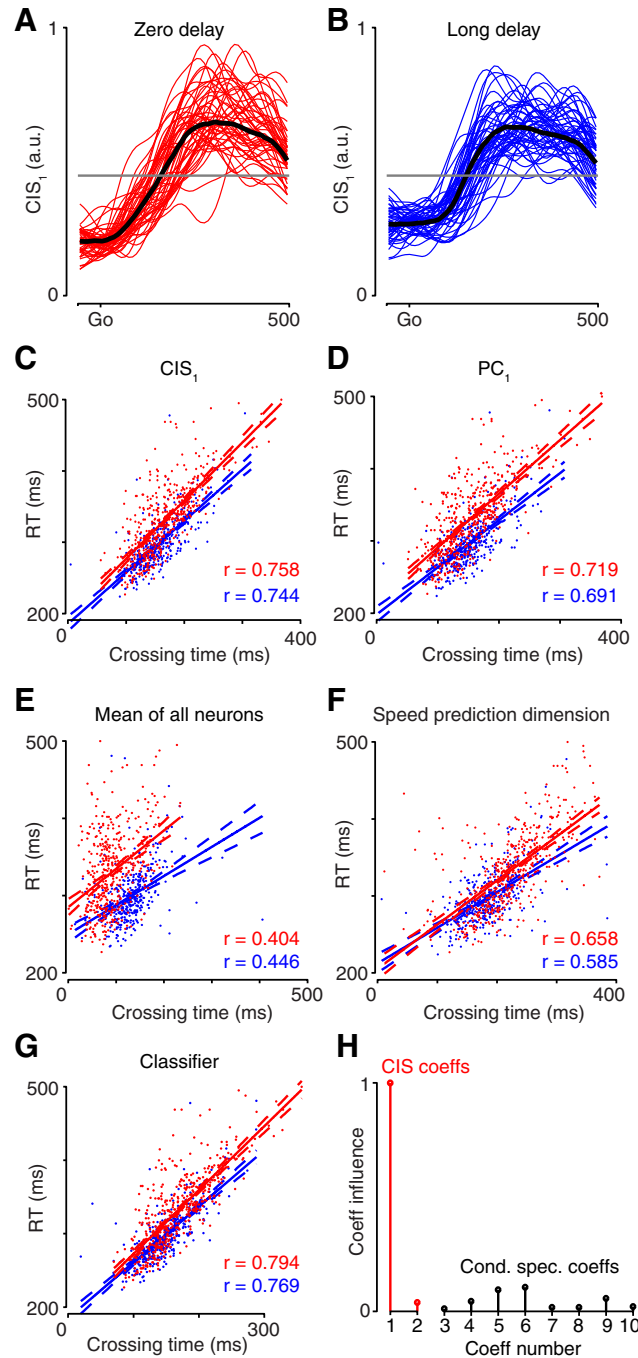 A
Zero delay
B
Long delay
1
1
CIS₁ (a.u.)
0
0
Go
500
Go
500
C
CIS₁
D
PC₁
500
500
RT (ms)
RT (ms)
r = 0.758
r = 0.744
r = 0.719
r = 0.691
200
200
0
400
0
400
Crossing time (ms)
Crossing time (ms)
E
Mean of all neurons
F
Speed prediction dimension
500
500
RT (ms)
RT (ms)
r = 0.404
r = 0.446
r = 0.658
r = 0.585
200
200
0
500
0
400
Crossing time (ms)
Crossing time (ms)
G
Classifier
H
CIS coeffs
500
1
RT (ms)
Coeff influence
Cond. spec. coeffs
r = 0.794
r = 0.769
200
0
0
300
1 2 3 4 5 6 7 8 9 10
Crossing time (ms)
Coeff number